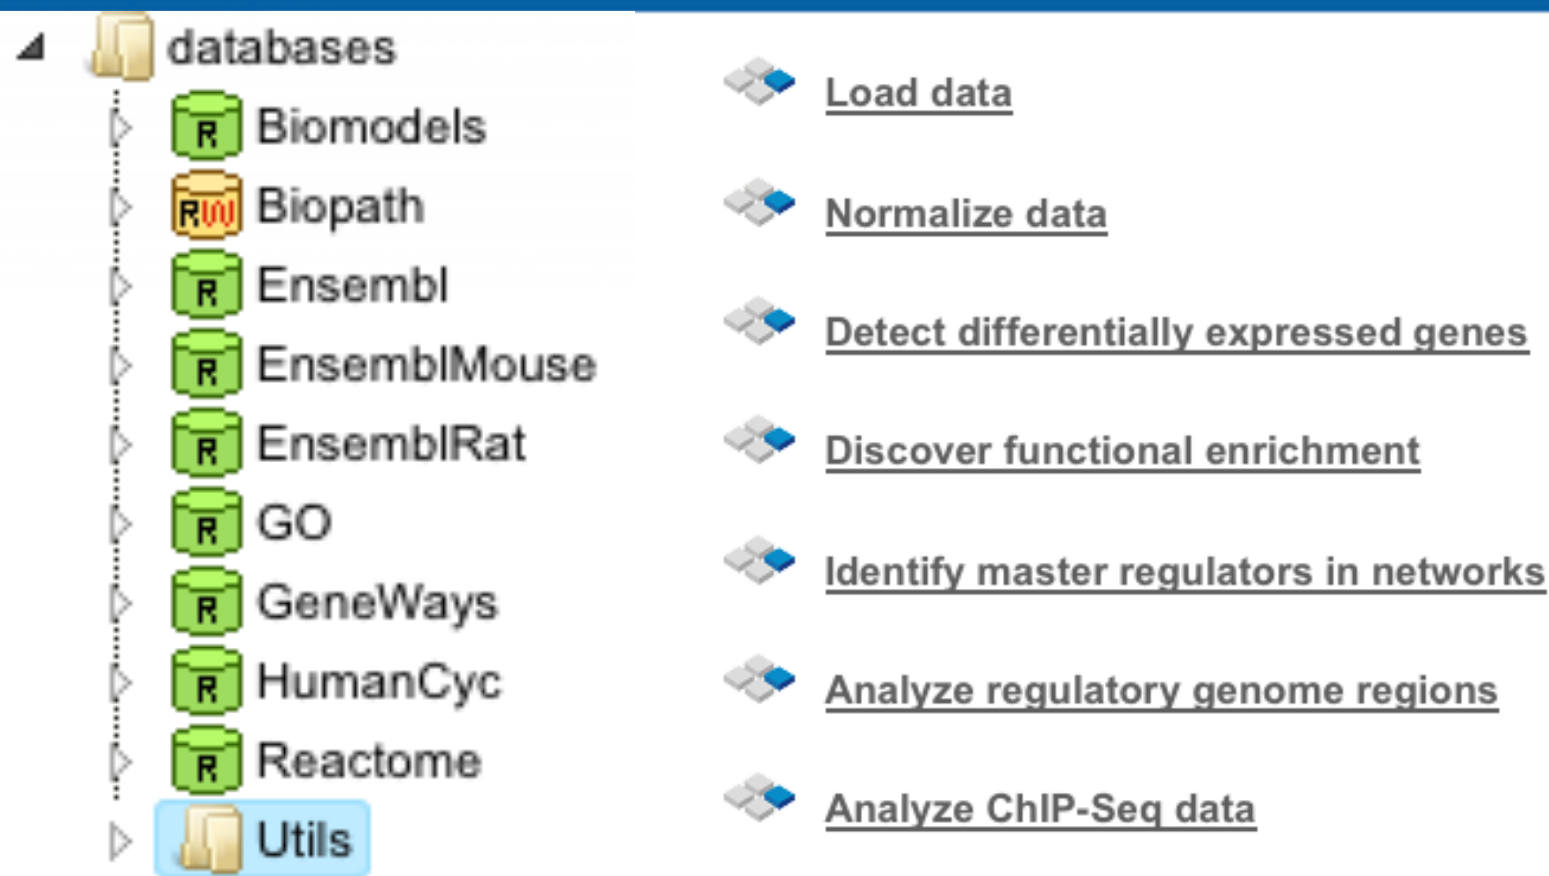 databases
R Biomodels
RW Biopath
R Ensembl
R EnsemblMouse
R EnsemblRat
R GO
R GeneWays
R HumanCyc
R Reactome
Utils
Load data
Normalize data
Detect differentially expressed genes
Discover functional enrichment
Identify master regulators in networks
Analyze regulatory genome regions
Analyze ChIP-Seq data